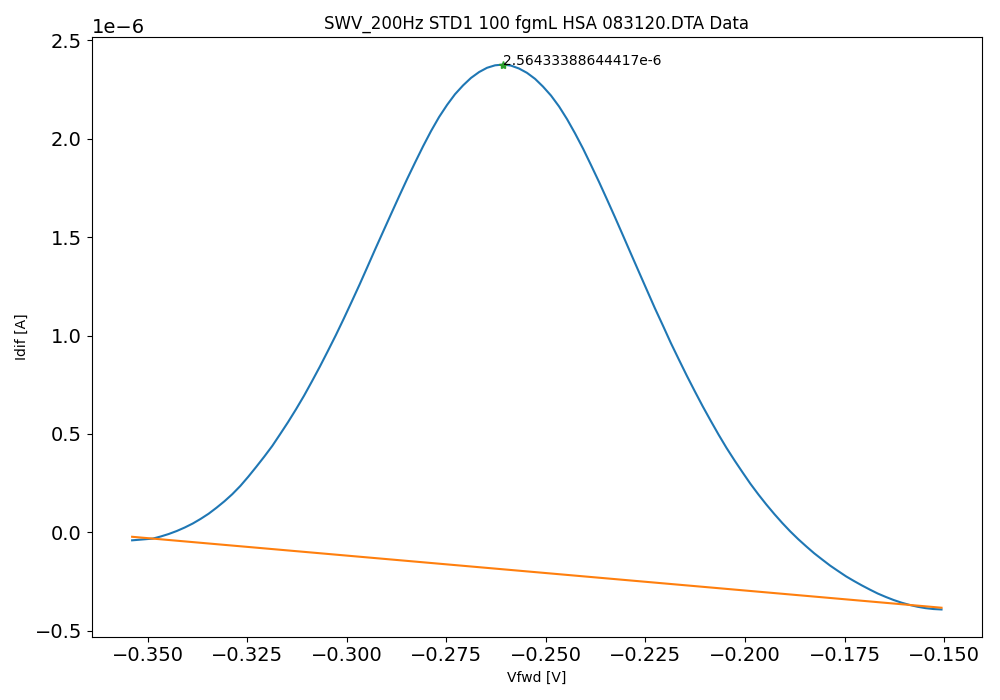 SWV_200Hz STD1 100 fgmL HSA 083120.DTA Data
1e−6
2.5
2.56433388644417e-6
2.0
1.5
Idif [A]
1.0
0.5
0.0
−0.5
−0.350 −0.325 −0.300 −0.275 −0.250 −0.225 −0.200 −0.175 −0.150
Vfwd [V]